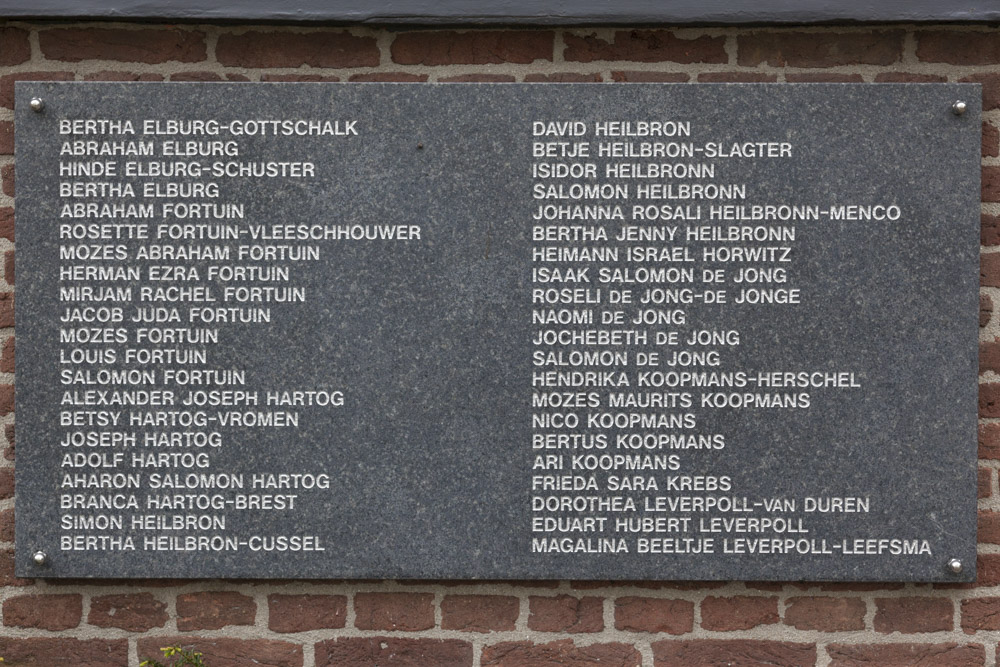 BERTHA ELBURG-GOTTSCHALK
ABRAHAM ELBURG
HINDE ELBURG-SCHUSTER
BERTHA ELBURG
ABRAHAM FORTUIN
ROSETTE FORTUIN-VLEESCHHOUWER
MOZES ABRAHAM FORTUIN
HERMAN EZRA FORTUIN
MIRJAM RACHEL FORTUIN
JACOB JUDA FORTUIN
MOZES FORTUIN
LOUIS FORTUIN
SALOMON FORTUIN
ALEXANDER JOSEPH HARTOG
BETSY HARTOG-VROMEN
JOSEPH HARTOG
ADOLF HARTOG
AHARON SALOMON HARTOG
BRANCA HARTOG-BREST
SIMON HEILBRON
BERTHA HEILBRON-CUSSEL
DAVID HEILBRON
BETJE HEILBRON-SLAGTER
ISIDOR HEILBRONN
SALOMON HEILBRONN
JOHANNA ROSALI HEILBRONN-MENCO
BERTHA JENNY HEILBRONN
HEIMANN ISRAEL HORWITZ
ISAAK SALOMON DE JONG
ROSELI DE JONG-DE JONGE
NAOMI DE JONG
JOCHEBETH DE JONG
SALOMON DE JONG
HENDRIKA KOOPMANS-HERSCHEL
MOZES MAURITS KOOPMANS
NICO KOOPMANS
BERTUS KOOPMANS
ARI KOOPMANS
FRIEDA SARA KREBS
DOROTHEA LEVERPOLL-VAN DUREN
EDUART HUBERT LEVERPOLL
MAGALINA BEELTJE LEVERPOLL-LEEFSMA